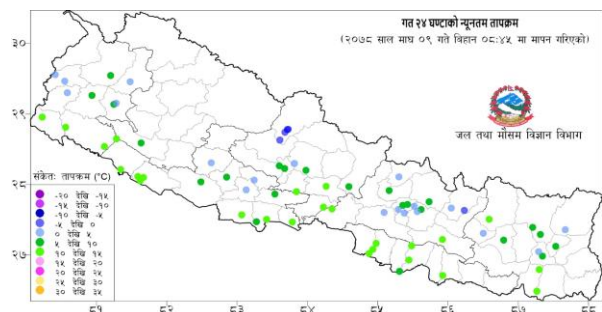 गत २४ घण्टाको न्यूनतम तापक्रम
(२०७८ साल माघ ०९ गते बिहान ०८:४५ मा मापन गरिएको)
३०
२९
जल तथा मौसम विज्ञान विभाग
संकेतः तापक्रम (°C)
-२० देखि -१५
-१५ देखि -१०
-१० देखि -५
-५ देखि ०
० देखि ५
५ देखि १०
१० देखि १५
१५ देखि २०
२० देखि २५
२५ देखि ३०
३० देखि ३५
२८
२७
८१ ८२ ८३ ८४ ८५ ८६ ८७ ८८